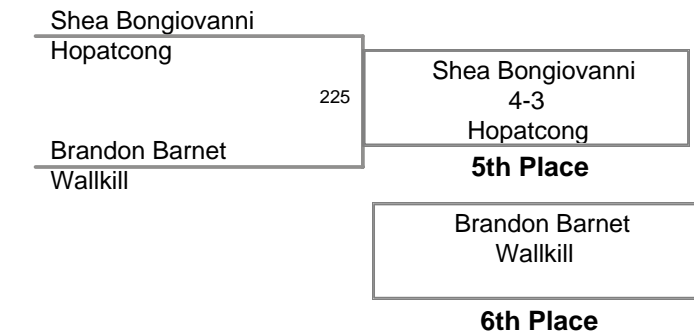 Shea Bongiovanni
Hopatcong
225
Brandon Barnet
Wallkill
Shea Bongiovanni
4-3
Hopatcong
5th Place
Brandon Barnet
Wallkill
6th Place